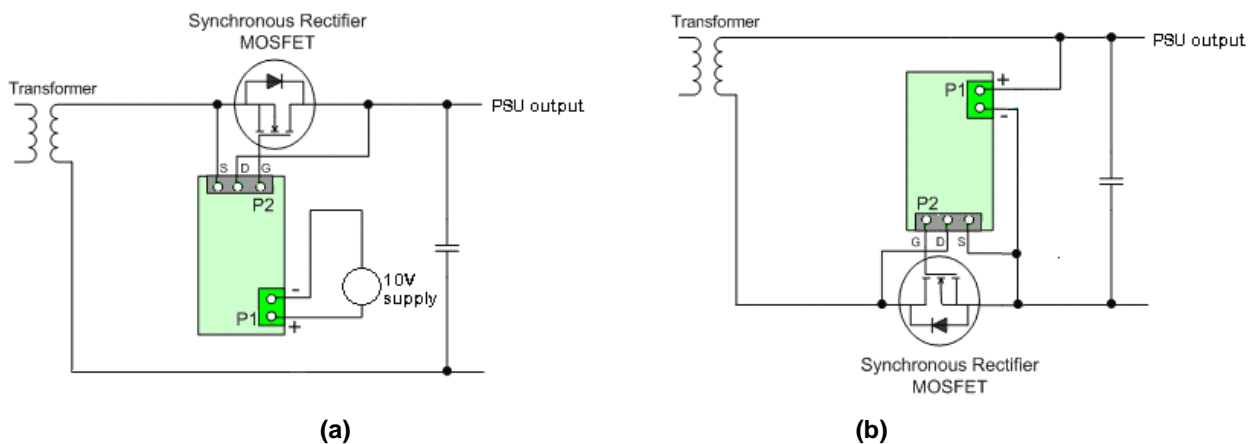 Synchronous Rectifier
MOSFET
Transformer
PSU output
S D G
P2
-
10V
supply
P1
+
(a)
Transformer
PSU output
+
P1
-
P2
G D S
Synchronous Rectifier
MOSFET
(b)